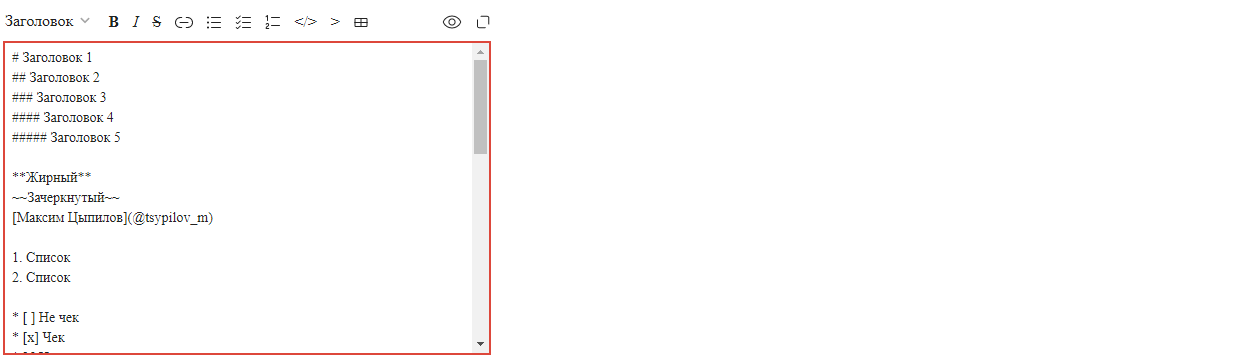 Заголовок B I S </> >
# Заголовок 1
## Заголовок 2
### Заголовок 3
#### Заголовок 4
##### Заголовок 5
**Жирный**
~~Зачеркнутый~~
[Максим Цыпилов](@tsypilov_m)
1. Список
2. Список
* [ ] Не чек
* [x] Чек